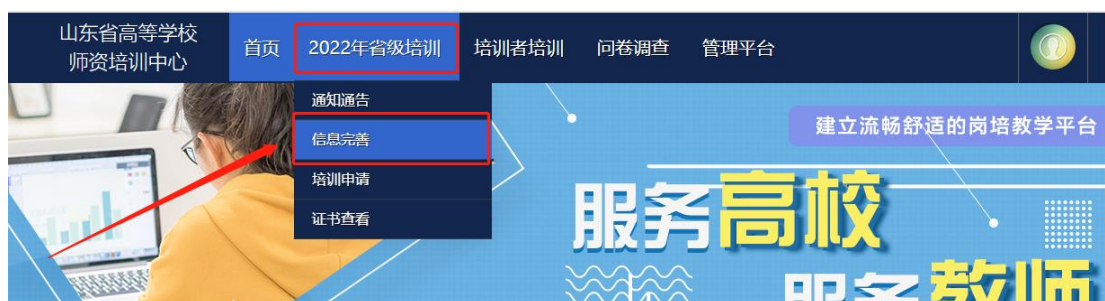 山东省高等学校
师资培训中心
首页 2022年省级培训 培训者培训 问卷调查 管理平台
通知通告
信息完善
培训申请
证书查看
建立流畅舒适的岗培教学平台
服务高校
服务教师